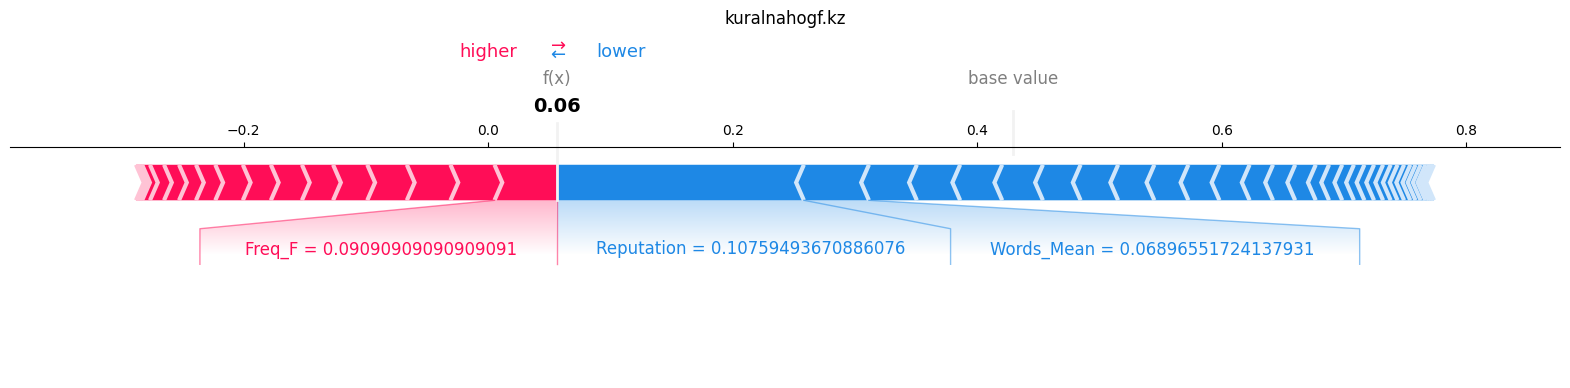 kuralnahogf.kz
higher ⇄ lower
f(x) base value
0.06
−0.2 0.0 0.2 0.4 0.6 0.8
Freq_F = 0.09090909090909091 Reputation = 0.10759493670886076 Words_Mean = 0.06896551724137931